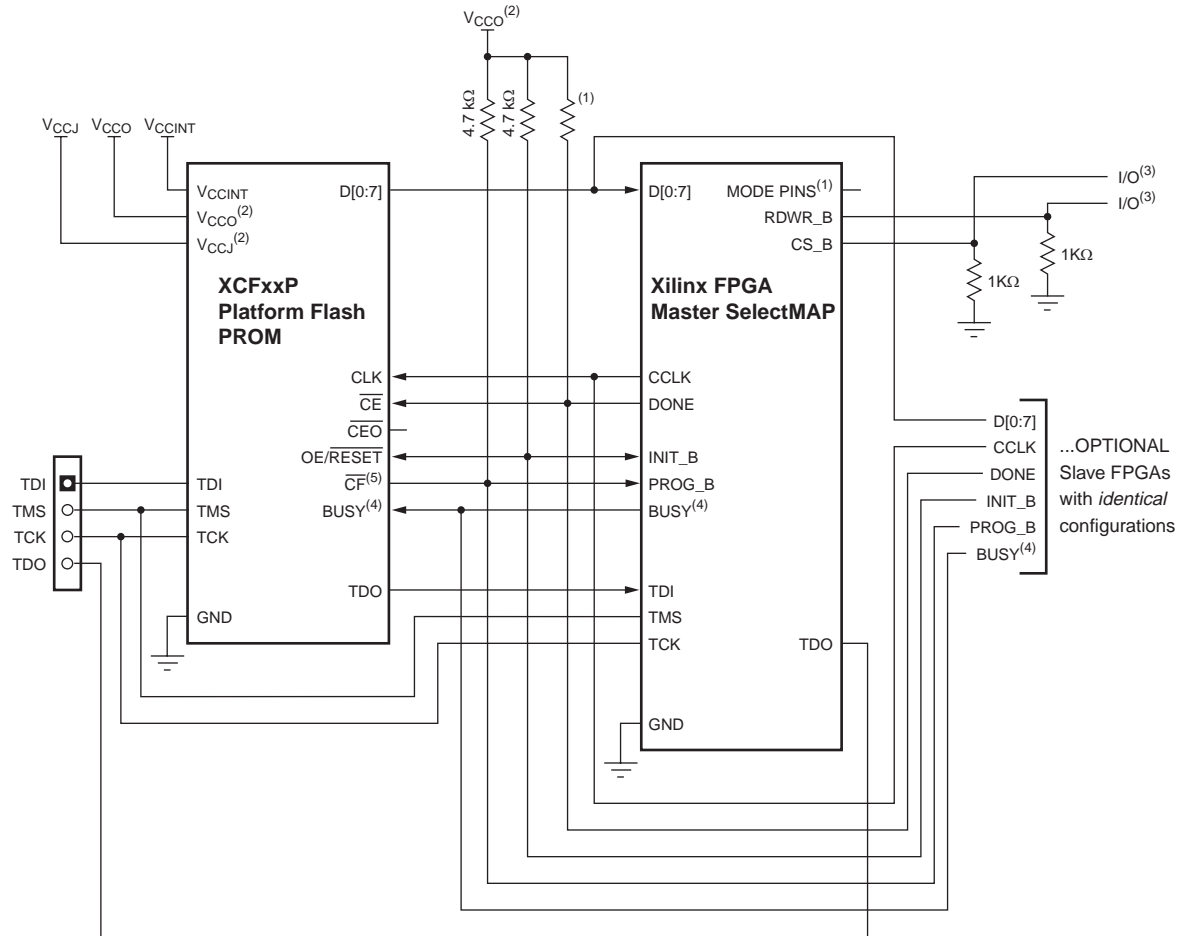 VCCO(2)
4.7 kΩ
4.7 kΩ
(1)
VCCJ VCCO VCCINT
VCCINT
VCCO(2)
VCCJ(2)
D[0:7]
XCFxxP
Platform Flash
PROM
CLK
CE
CEO
OE/RESET
CF(5)
BUSY(4)
TDI
TMS
TCK
TDO
GND
TDI
TMS
TCK
TDO
D[0:7]
MODE PINS(1)
RDWR_B
CS_B
Xilinx FPGA
Master SelectMAP
CCLK
DONE
INIT_B
PROG_B
BUSY(4)
TDI
TMS
TCK
TDO
GND
I/O(3)
I/O(3)
1KΩ
1KΩ
D[0:7]
CCLK
DONE
INIT_B
PROG_B
BUSY(4)
...OPTIONAL
Slave FPGAs
with identical
configurations